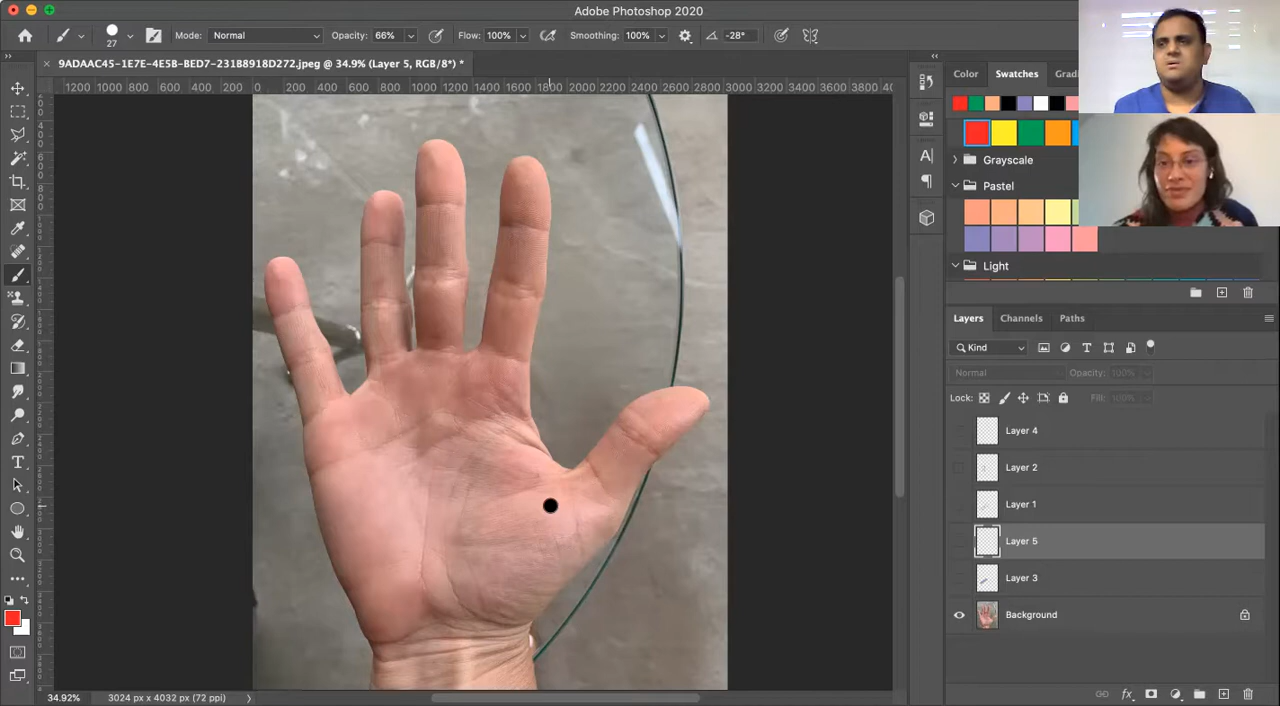 Adobe Photoshop 2020
27 Mode: Normal Opacity: 66% Flow: 100% Smoothing: 100% -28°
9ADAAC45-1E7E-4E5B-BED7-231B8918D272.jpeg @ 34.9% (Layer 5, RGB/8*) *
1200 1000 800 600 400 200 0 200 400 600 800 1000 1200 1400 1600 1800 2000 2200 2400 2600 2800 3000 3200 3400 3600 3800
Color Swatches Gradi
Grayscale
Pastel
Light
Layers Channels Paths
Kind
Normal Opacity: 100%
Lock: Fill: 100%
Layer 4
Layer 2
Layer 1
Layer 5
Layer 3
Background
34.92% 3024 px x 4032 px (72 ppi)